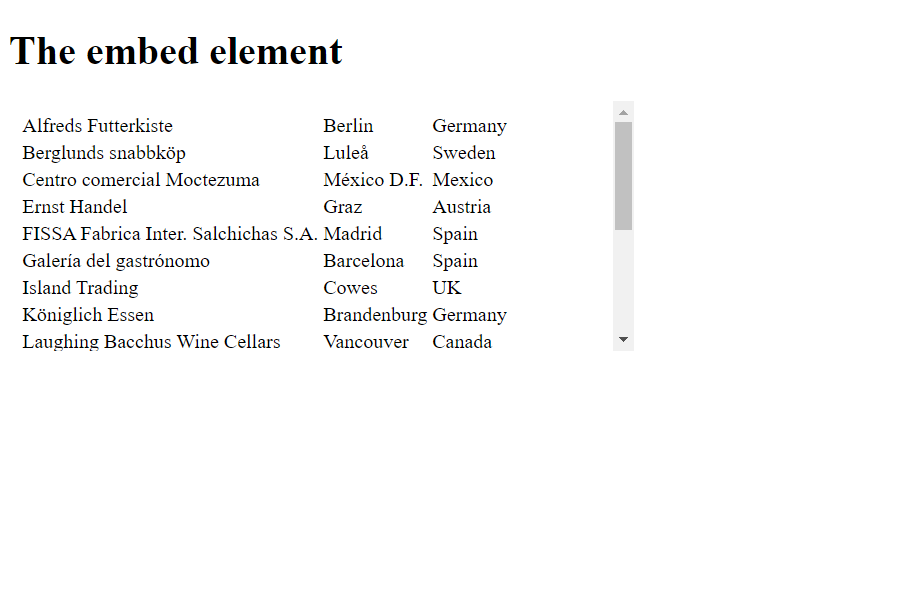 The embed element
Alfreds Futterkiste Berlin Germany
Berglunds snabbköp Luleå Sweden
Centro comercial Moctezuma México D.F. Mexico
Ernst Handel Graz Austria
FISSA Fabrica Inter. Salchichas S.A. Madrid Spain
Galería del gastrónomo Barcelona Spain
Island Trading Cowes UK
Königlich Essen Brandenburg Germany
Laughing Bacchus Wine Cellars Vancouver Canada